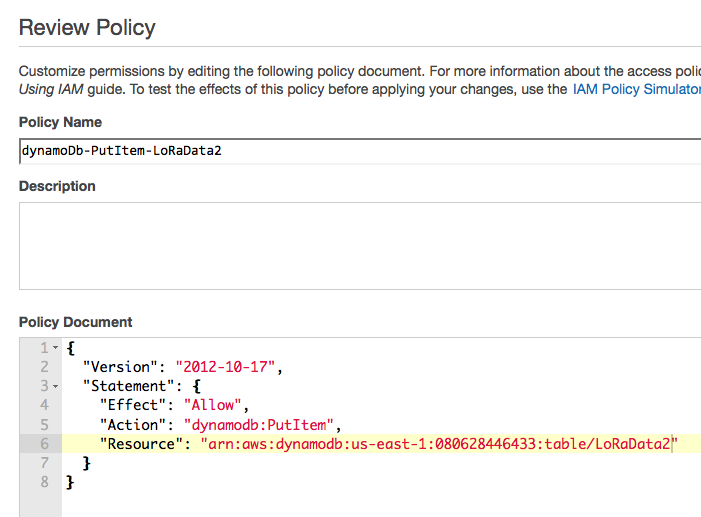 Review Policy
Customize permissions by editing the following policy document. For more information about the access
Using IAM guide. To test the effects of this policy before applying your changes, use the IAM Policy Simulator
Policy Name
dynamoDb-PutItem-LoRaData2
Description
Policy Document
1 {
2 "Version": "2012-10-17",
3 "Statement": {
4 "Effect": "Allow",
5 "Action": "dynamodb:PutItem",
6 "Resource": "arn:aws:dynamodb:us-east-1:080628446433:table/LoRaData2"
7 }
8 }